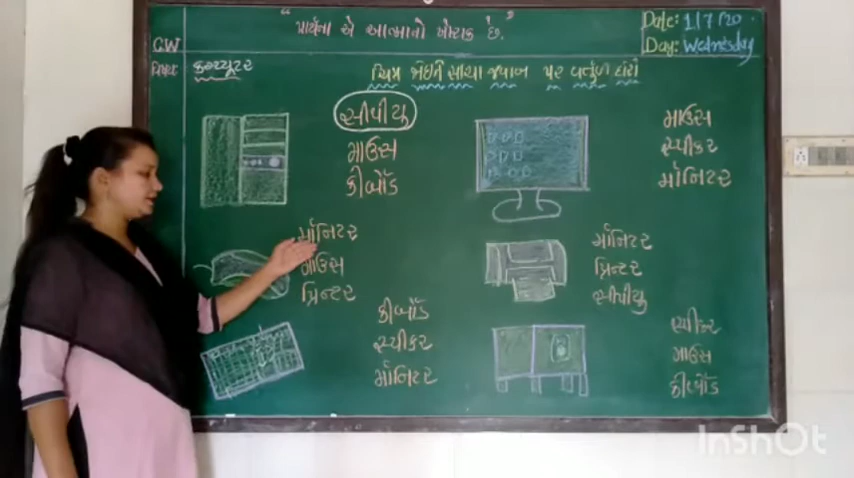 "પ્રાર્થના એ આત્માનો ખોરાક છે."
Date: 1/7/20
Day: Wednesday
CW
વિષય કમ્પ્યૂટર
ચિત્ર જોઈને સાચા જવાબ પર વર્તુળ દોરો
સીપીયુ
માઉસ
કીબોર્ડ
માઉસ
સ્પીકર
મોનિટર
મોનિટર
માઉસ
પ્રિન્ટર
મોનિટર
પ્રિન્ટર
સીપીયુ
કીબોર્ડ
સ્પીકર
મોનિટર
સ્પીકર
માઉસ
કીબોર્ડ
InShOt